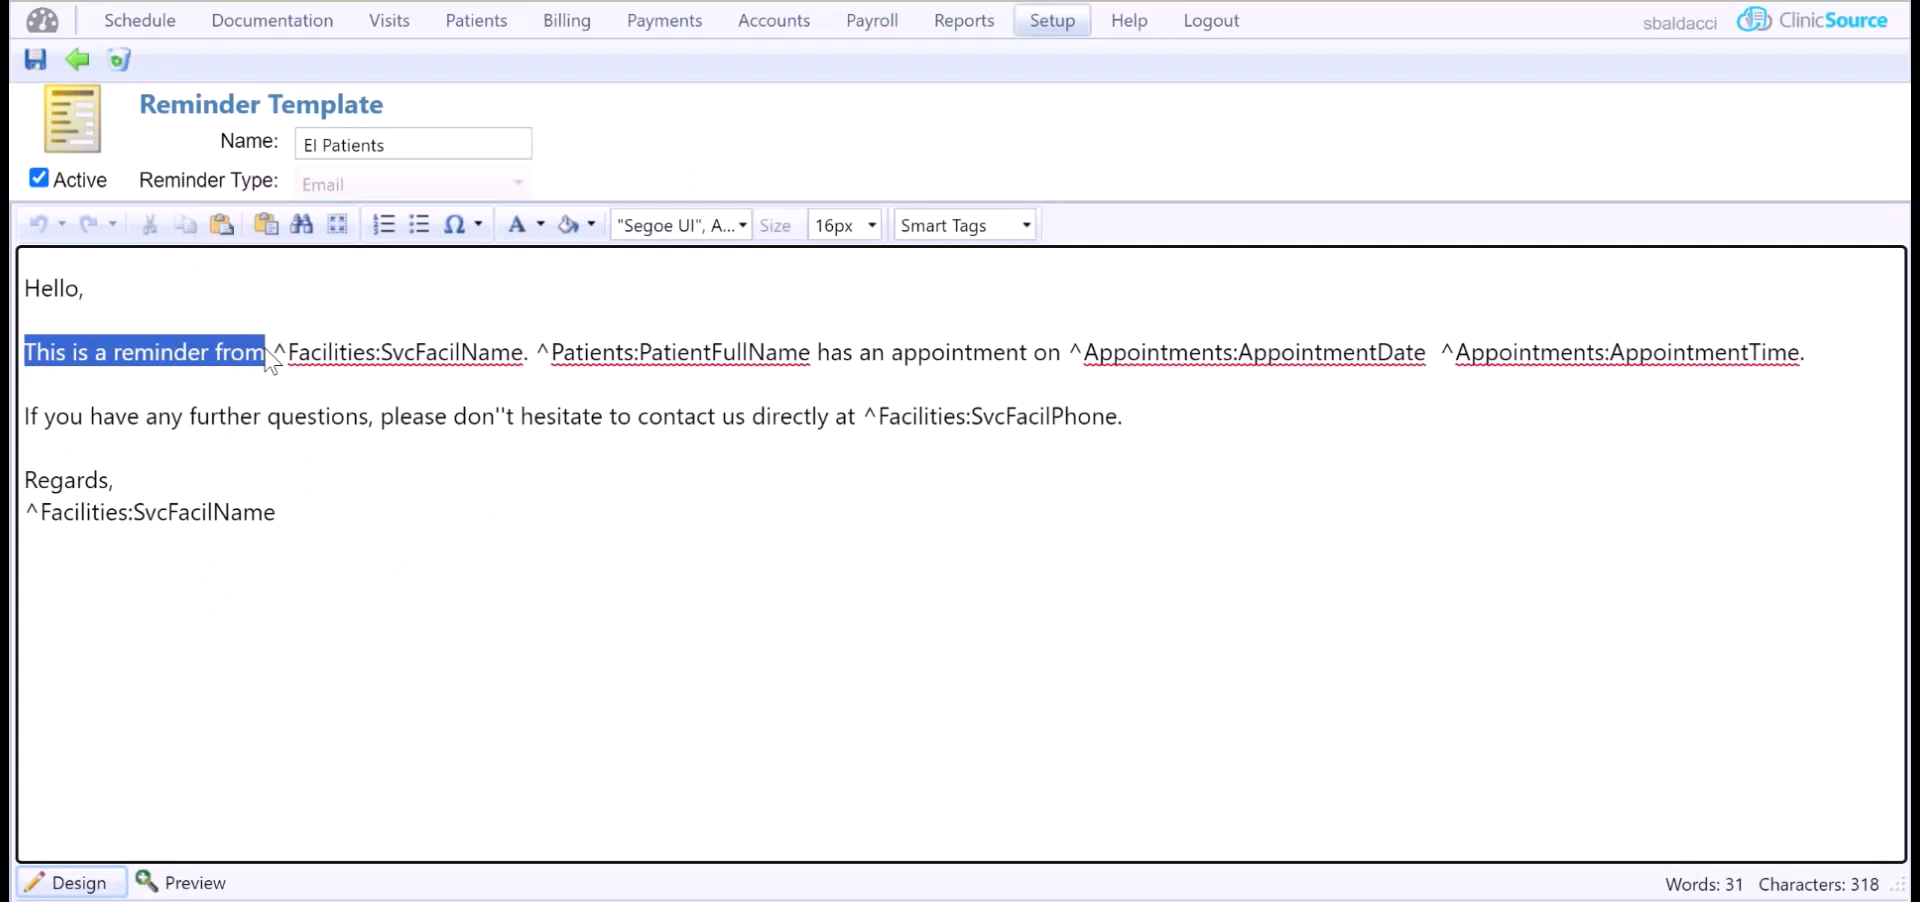 Schedule Documentation Visits Patients Billing Payments Accounts Payroll Reports Setup Help Logout sbaldacci ClinicSource
Reminder Template
Name: EI Patients
Active Reminder Type: Email
"Segoe UI", A... Size 16px Smart Tags
Hello,
This is a reminder from ^Facilities:SvcFacilName. ^Patients:PatientFullName has an appointment on ^Appointments:AppointmentDate ^Appointments:AppointmentTime.
If you have any further questions, please don''t hesitate to contact us directly at ^Facilities:SvcFacilPhone.
Regards,
^Facilities:SvcFacilName
Design Preview Words: 31 Characters: 318